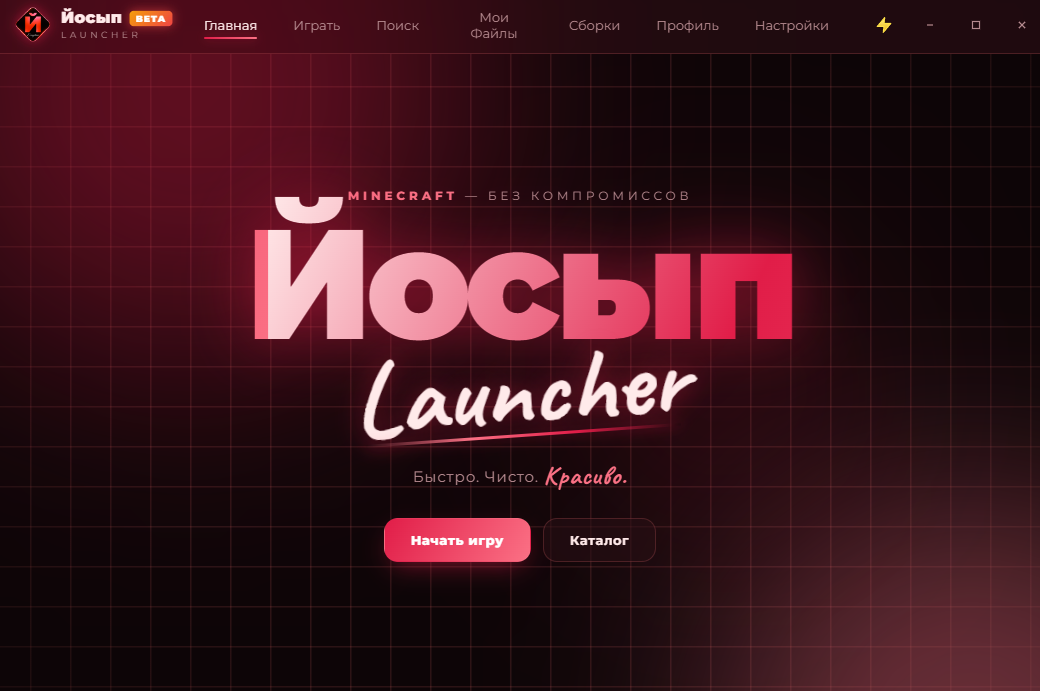 Йосып BETA
LAUNCHER
Главная Играть Поиск Мои Файлы Сборки Профиль Настройки
MINECRAFT — БЕЗ КОМПРОМИССОВ
Йосып
Launcher
Быстро. Чисто. Красиво.
Начать игру Каталог